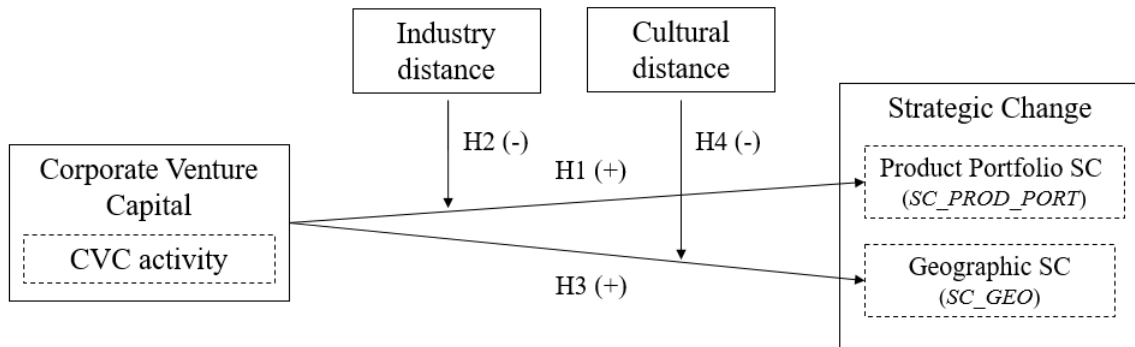 Industry
distance
Cultural
distance
H2 (-)
H4 (-)
Corporate Venture
Capital
CVC activity
H1 (+)
H3 (+)
Strategic Change
Product Portfolio SC
(SC_PROD_PORT)
Geographic SC
(SC_GEO)